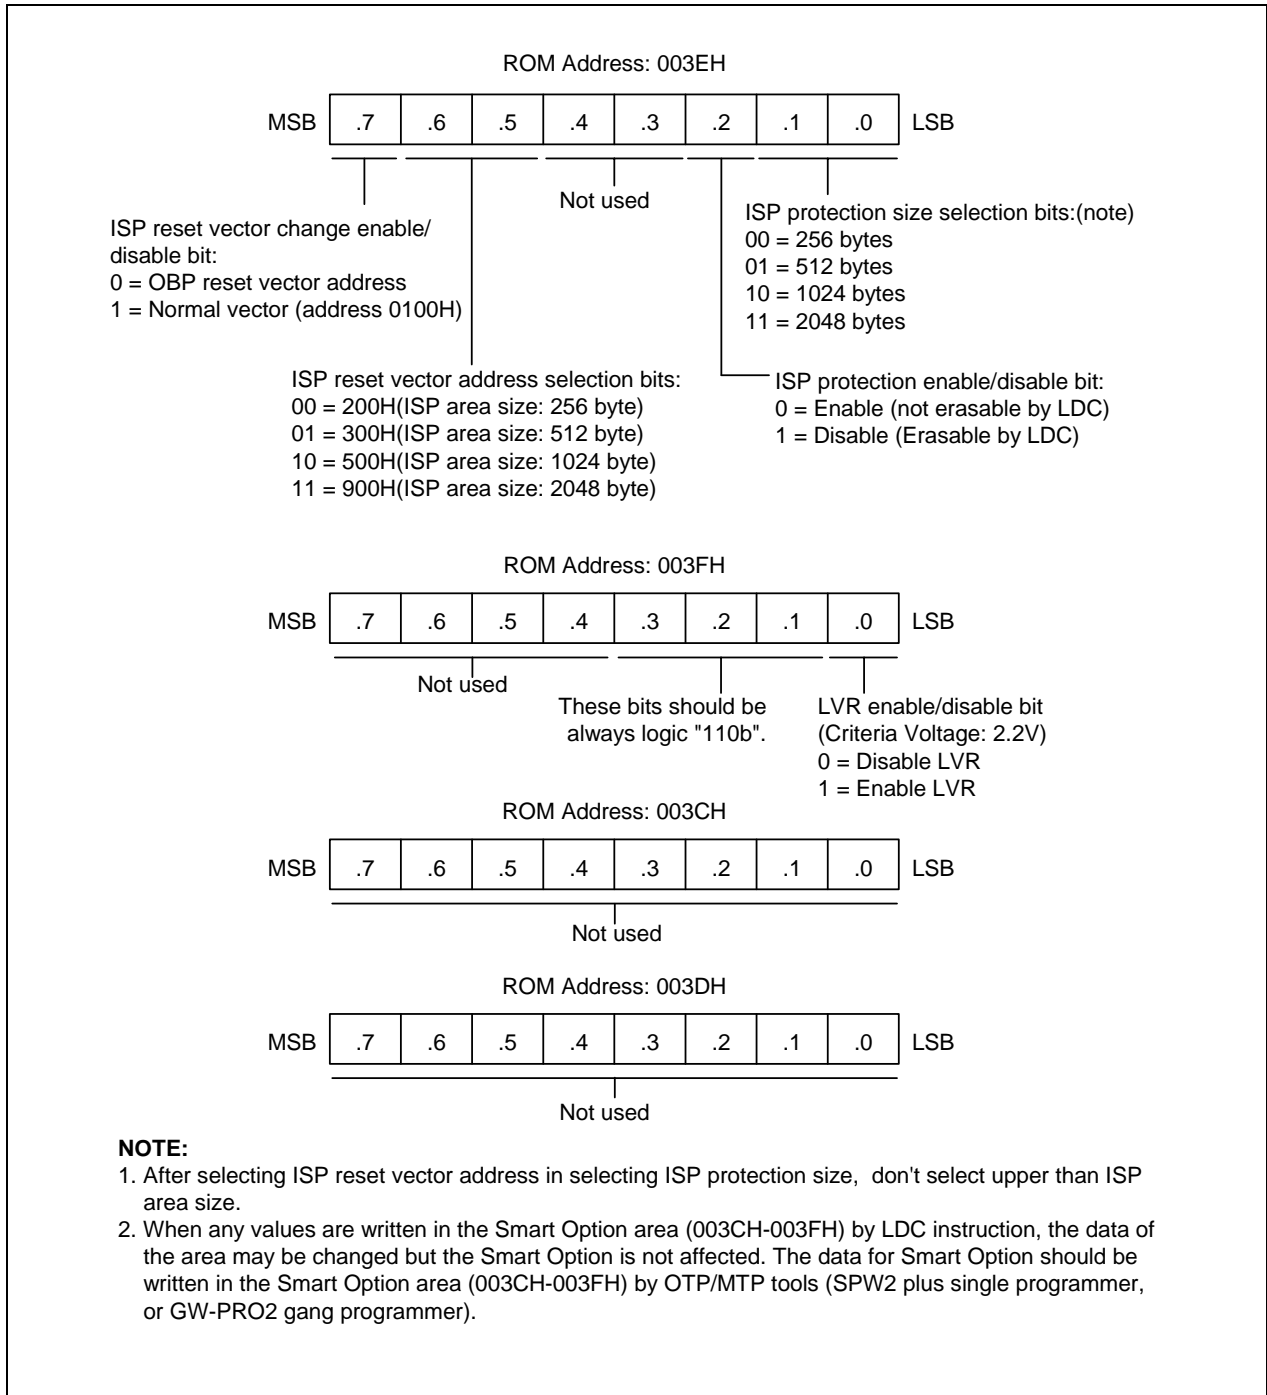 ROM Address: 003EH
MSB .7 .6 .5 .4 .3 .2 .1 .0 LSB
Not used
ISP reset vector change enable/
disable bit:
0 = OBP reset vector address
1 = Normal vector (address 0100H)
ISP protection size selection bits:(note)
00 = 256 bytes
01 = 512 bytes
10 = 1024 bytes
11 = 2048 bytes
ISP reset vector address selection bits:
00 = 200H(ISP area size: 256 byte)
01 = 300H(ISP area size: 512 byte)
10 = 500H(ISP area size: 1024 byte)
11 = 900H(ISP area size: 2048 byte)
ISP protection enable/disable bit:
0 = Enable (not erasable by LDC)
1 = Disable (Erasable by LDC)
ROM Address: 003FH
MSB .7 .6 .5 .4 .3 .2 .1 .0 LSB
Not used
These bits should be
always logic "110b".
LVR enable/disable bit
(Criteria Voltage: 2.2V)
0 = Disable LVR
1 = Enable LVR
ROM Address: 003CH
MSB .7 .6 .5 .4 .3 .2 .1 .0 LSB
Not used
ROM Address: 003DH
MSB .7 .6 .5 .4 .3 .2 .1 .0 LSB
Not used
NOTE:
1. After selecting ISP reset vector address in selecting ISP protection size, don't select upper than ISP
area size.
2. When any values are written in the Smart Option area (003CH-003FH) by LDC instruction, the data of
the area may be changed but the Smart Option is not affected. The data for Smart Option should be
written in the Smart Option area (003CH-003FH) by OTP/MTP tools (SPW2 plus single programmer,
or GW-PRO2 gang programmer).